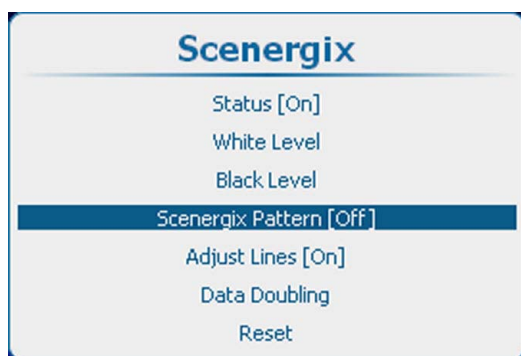 Scenergix
Status [On]
White Level
Black Level
Scenergix Pattern [Off]
Adjust Lines [On]
Data Doubling
Reset